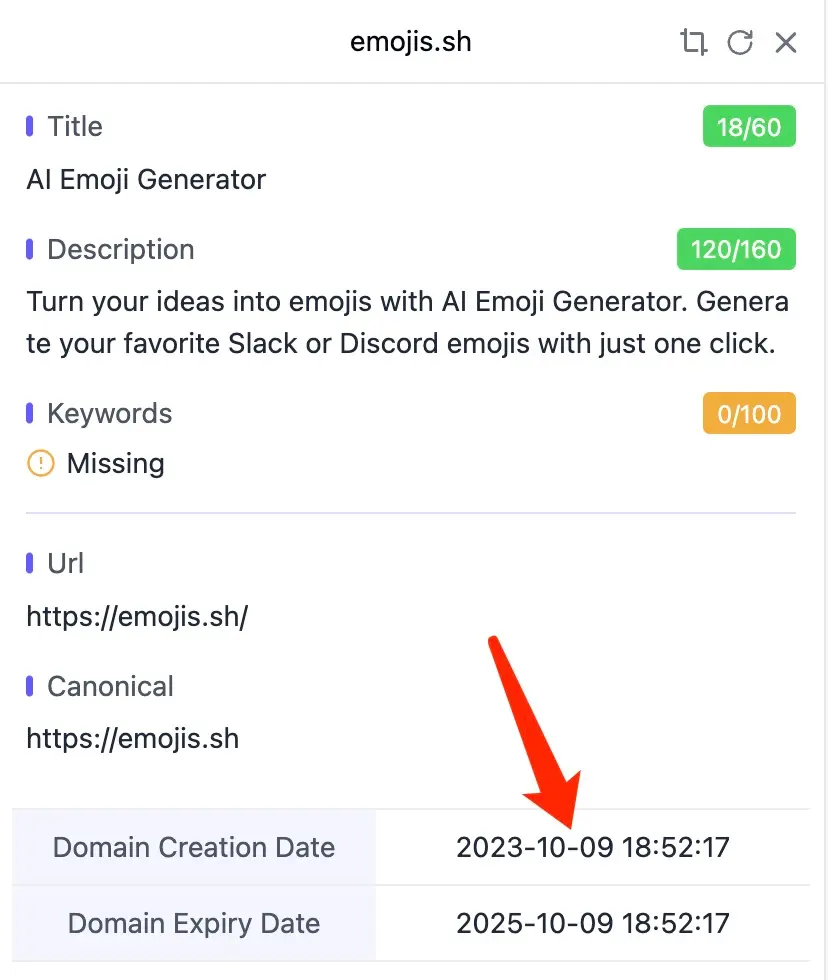 emojis.sh
Title
18/60
AI Emoji Generator
Description
120/160
Turn your ideas into emojis with AI Emoji Generator. Genera
te your favorite Slack or Discord emojis with just one click.
Keywords
0/100
Missing
Url
https://emojis.sh/
Canonical
https://emojis.sh
Domain Creation Date 2023-10-09 18:52:17
Domain Expiry Date 2025-10-09 18:52:17